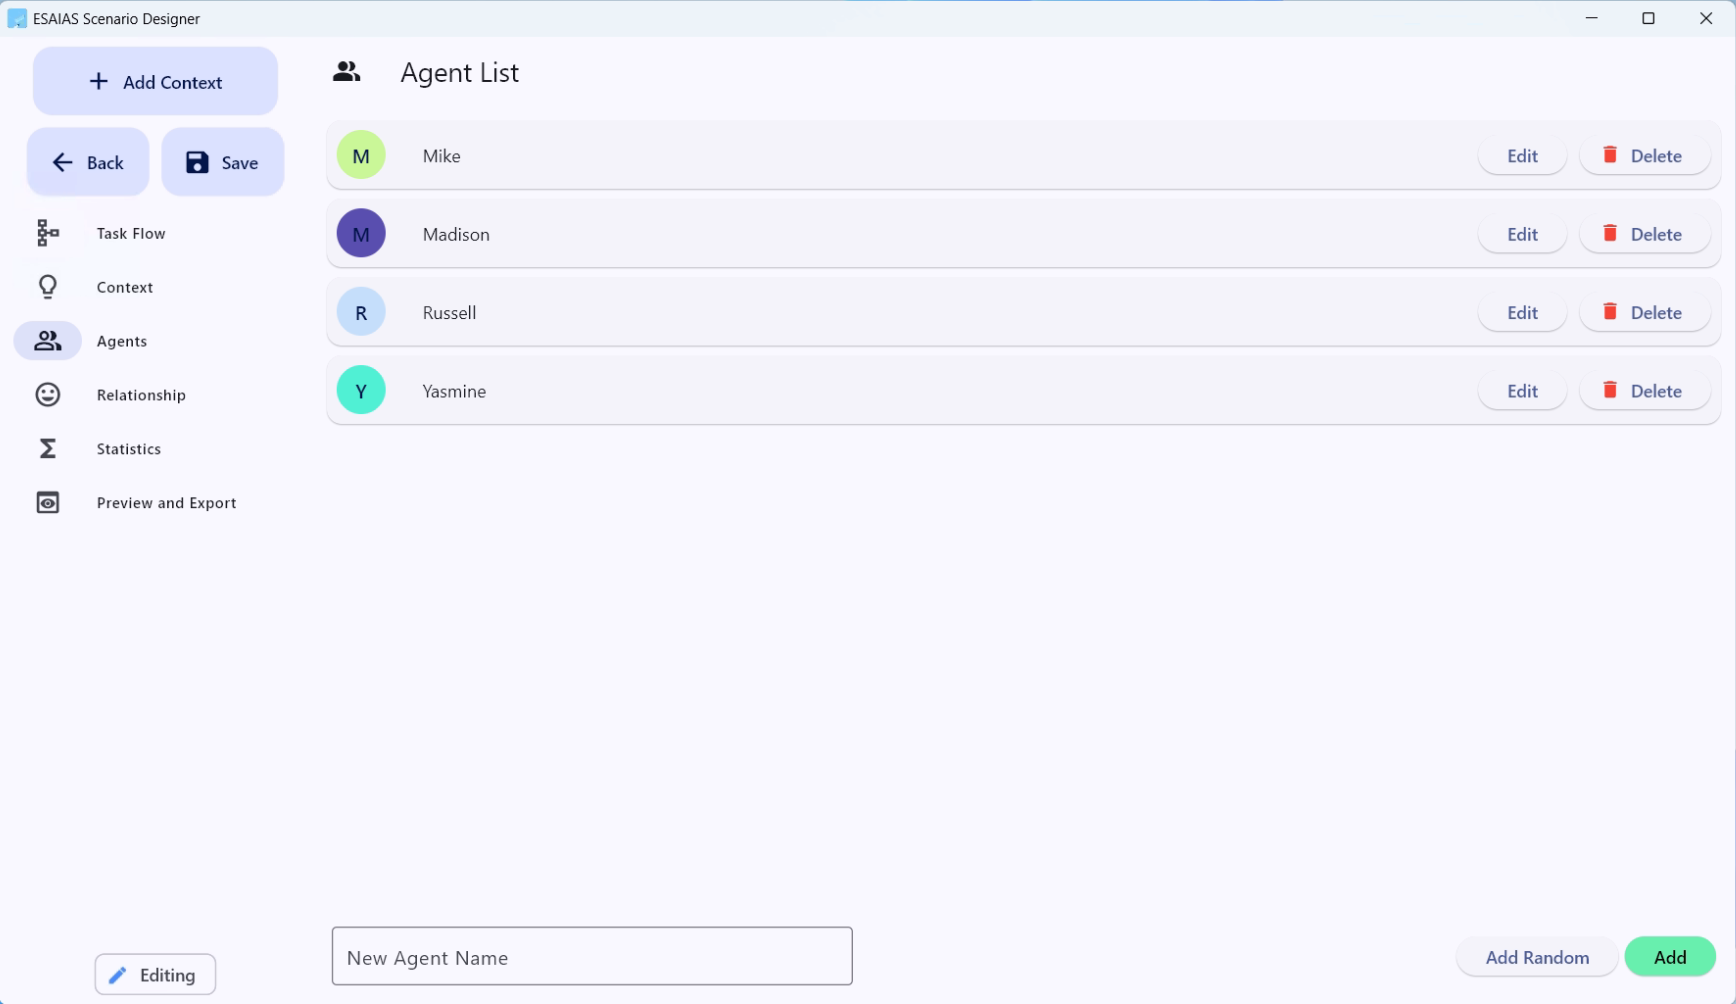 ESAIAS Scenario Designer
Add Context
Back Save
Task Flow
Context
Agents
Relationship
Statistics
Preview and Export
Editing
Agent List
M Mike Edit Delete
M Madison Edit Delete
R Russell Edit Delete
Y Yasmine Edit Delete
New Agent Name Add Random Add